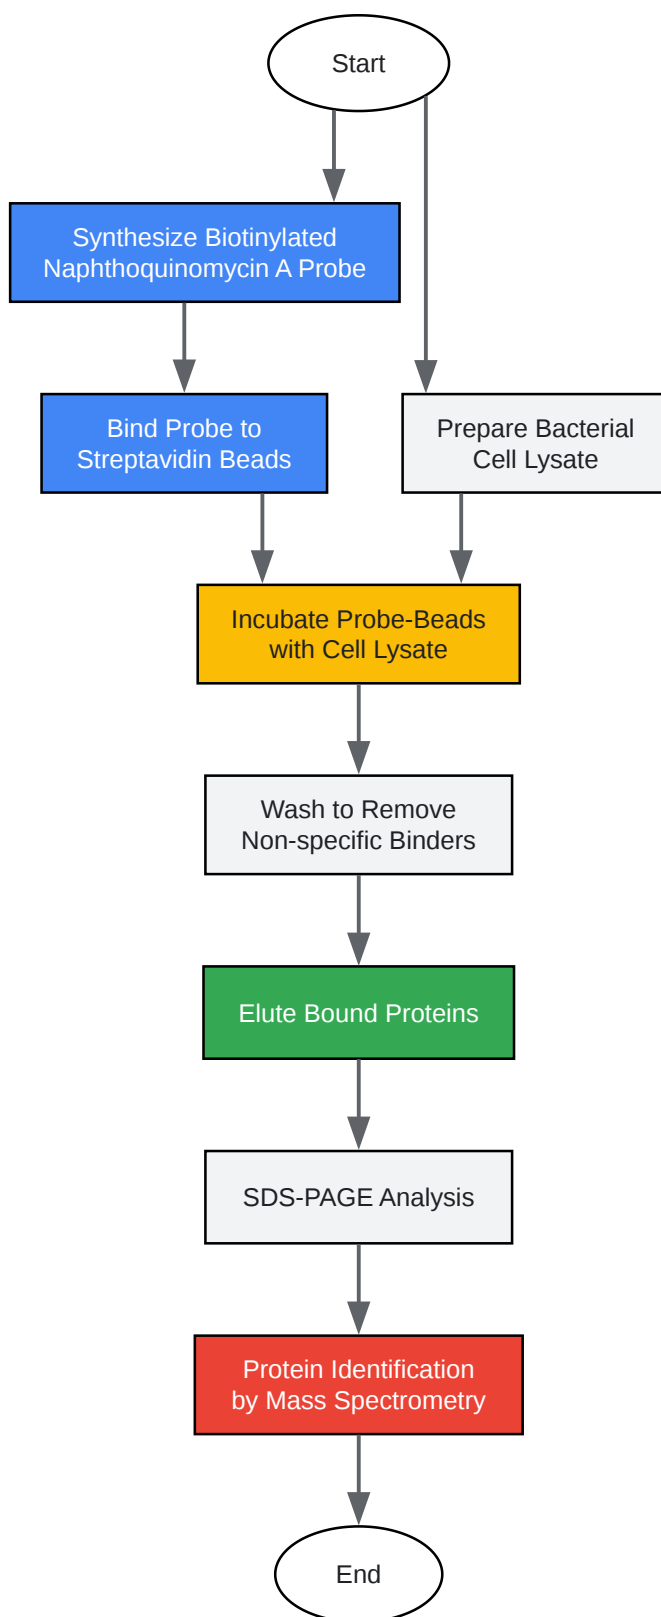 Start
Synthesize Biotinylated
Naphthoquinomycin A Probe
Bind Probe to
Streptavidin Beads
Prepare Bacterial
Cell Lysate
Incubate Probe-Beads
with Cell Lysate
Wash to Remove
Non-specific Binders
Elute Bound Proteins
SDS-PAGE Analysis
Protein Identification
by Mass Spectrometry
End